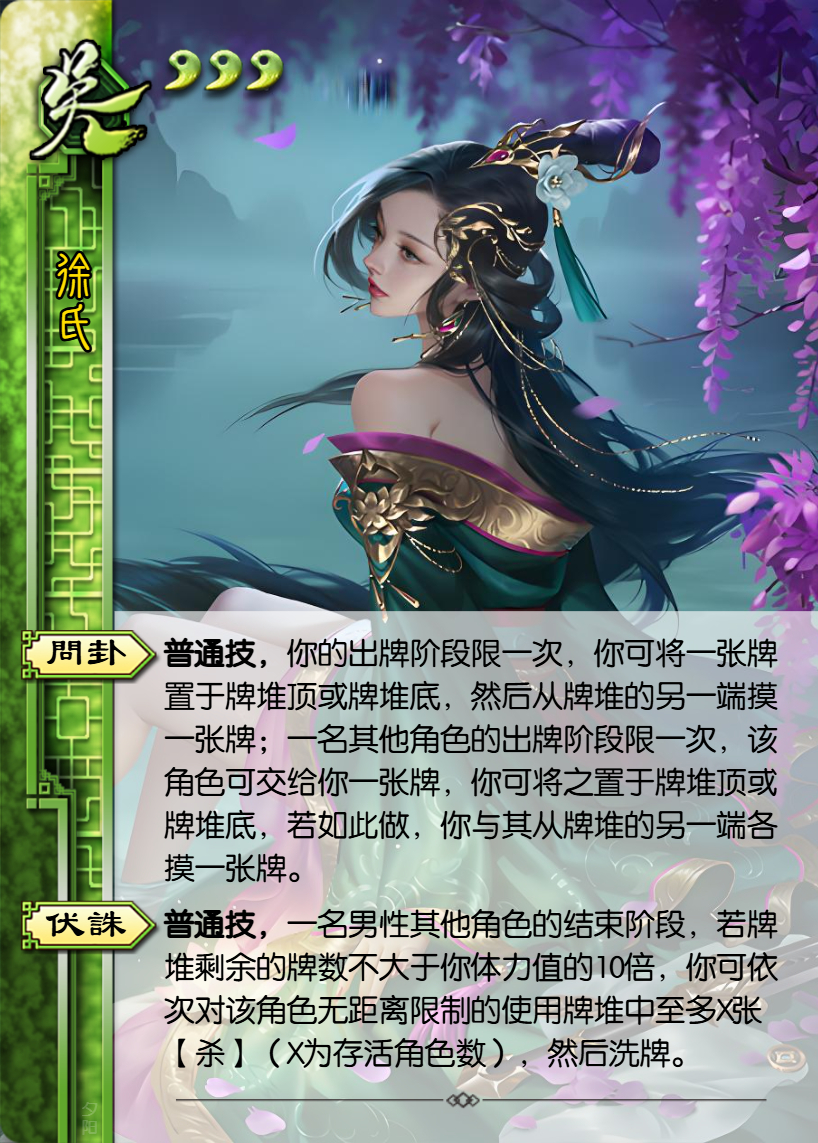 吴
徐氏
問卦
普通技，你的出牌阶段限一次，你可将一张牌
置于牌堆顶或牌堆底，然后从牌堆的另一端摸
一张牌；一名其他角色的出牌阶段限一次，该
角色可交给你一张牌，你可将之置于牌堆顶或
牌堆底，若如此做，你与其从牌堆的另一端各
摸一张牌。
伏誅
普通技，一名男性其他角色的结束阶段，若牌
堆剩余的牌数不大于你体力值的10倍，你可依
次对该角色无距离限制的使用牌堆中至多X张
【杀】（X为存活角色数），然后洗牌。
夕阳